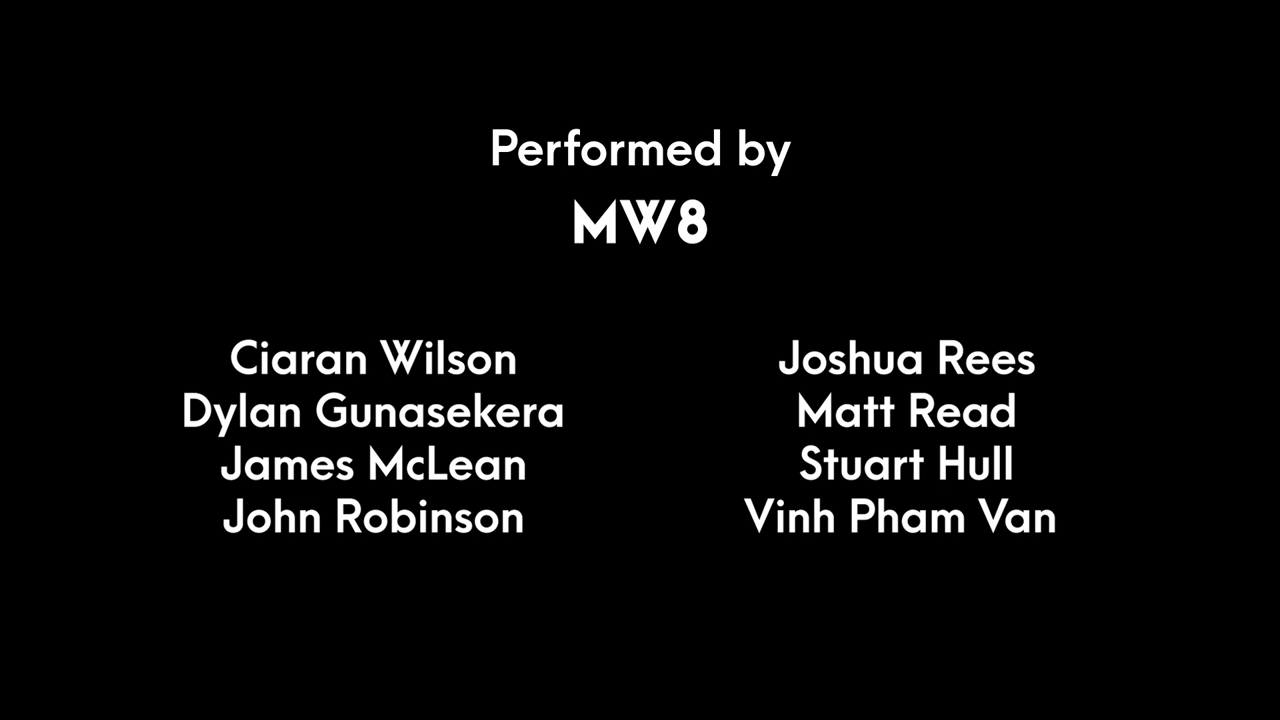 Performed by
MW8
Ciaran Wilson
Dylan Gunasekera
James McLean
John Robinson
Joshua Rees
Matt Read
Stuart Hull
Vinh Pham Van